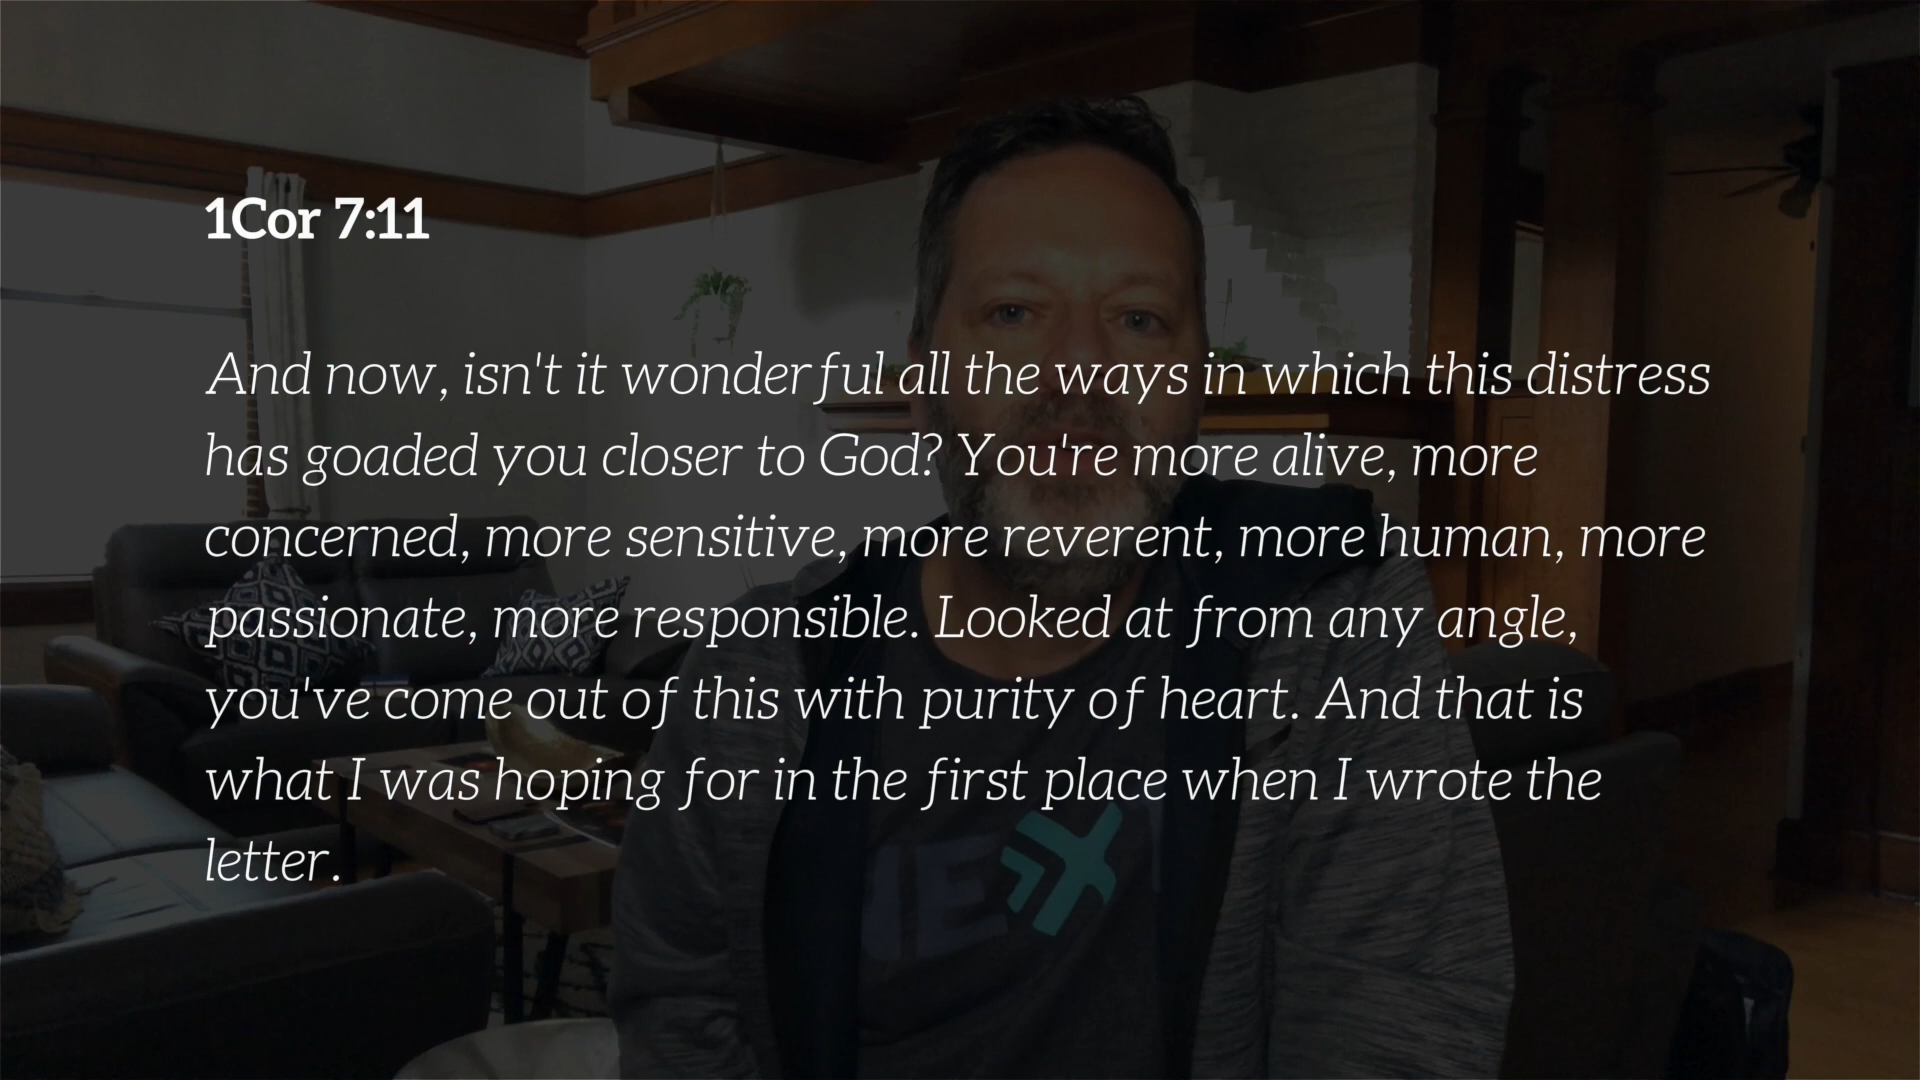 1Cor 7:11
And now, isn't it wonderful all the ways in which this distress
has goaded you closer to God? You're more alive, more
concerned, more sensitive, more reverent, more human, more
passionate, more responsible. Looked at from any angle,
you've come out of this with purity of heart. And that is
what I was hoping for in the first place when I wrote the
letter.